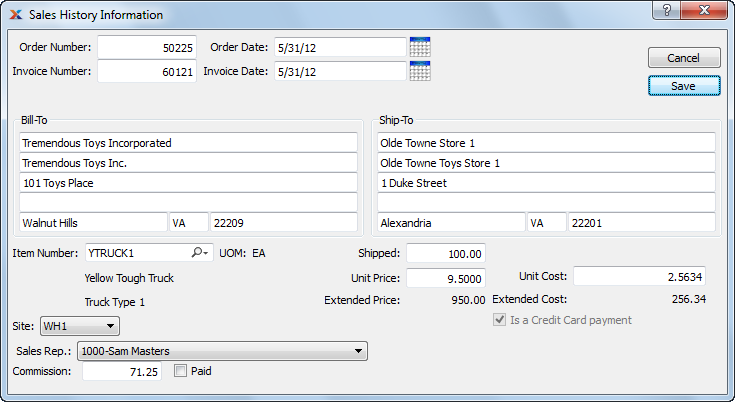 Sales History Information
Order Number: 50225 Order Date: 5/31/12
Invoice Number: 60121 Invoice Date: 5/31/12
Cancel
Save
Bill-To
Tremendous Toys Incorporated
Tremendous Toys Inc.
101 Toys Place
Walnut Hills VA 22209
Ship-To
Olde Towne Store 1
Olde Towne Toys Store 1
1 Duke Street
Alexandria VA 22201
Item Number: YTRUCK1 UOM: EA Shipped: 100.00
Yellow Tough Truck Unit Price: 9.5000 Unit Cost: 2.5634
Truck Type 1 Extended Price: 950.00 Extended Cost: 256.34
Is a Credit Card payment
Site: WH1
Sales Rep.: 1000-Sam Masters
Commission: 71.25 Paid